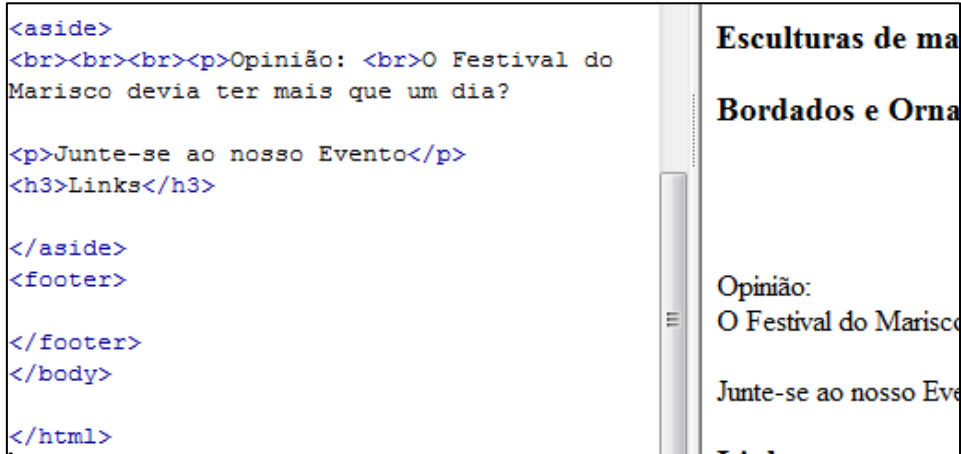 <aside>
<br><br><br><p>Opinião: <br>O Festival do
Marisco devia ter mais que um dia?
<p>Junte-se ao nosso Evento</p>
<h3>Links</h3>
</aside>
<footer>
</footer>
</body>
</html>
Esculturas de ma
Bordados e Orna
Opinião:
O Festival do Marisco
Junte-se ao nosso Eve